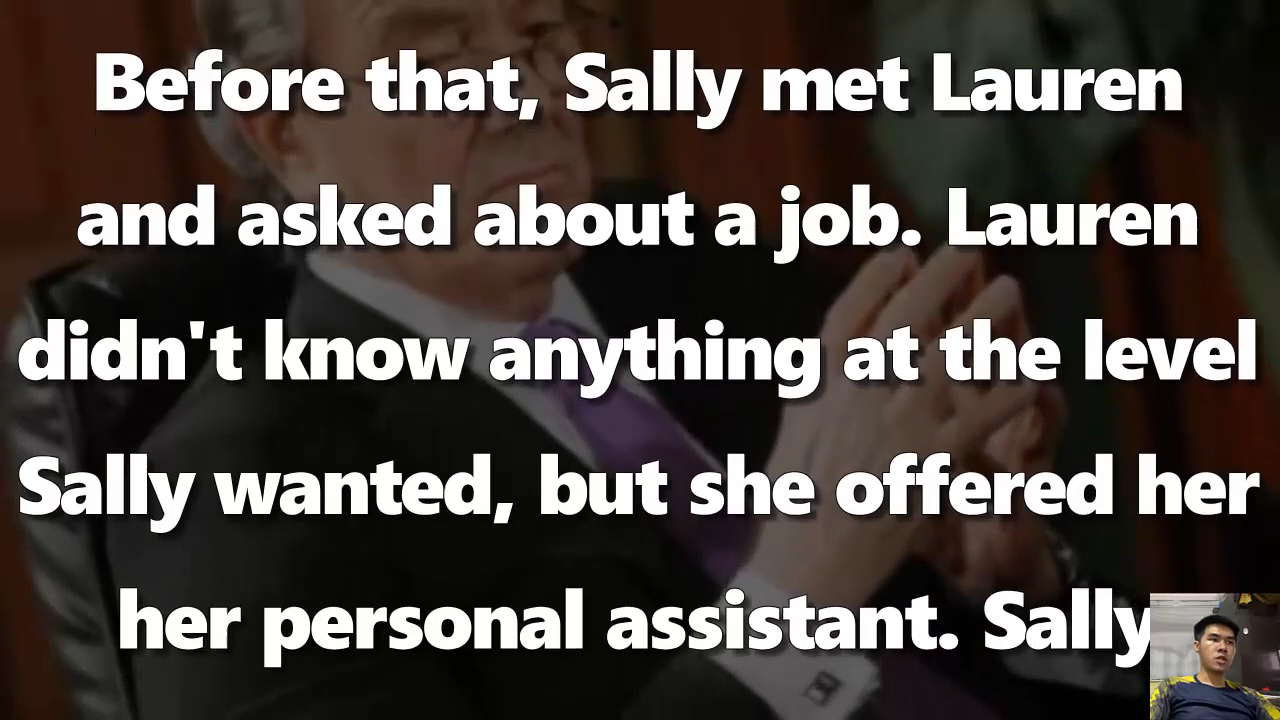 Before that, Sally met Lauren
and asked about a job. Lauren
didn't know anything at the level
Sally wanted, but she offered her
her personal assistant. Sally